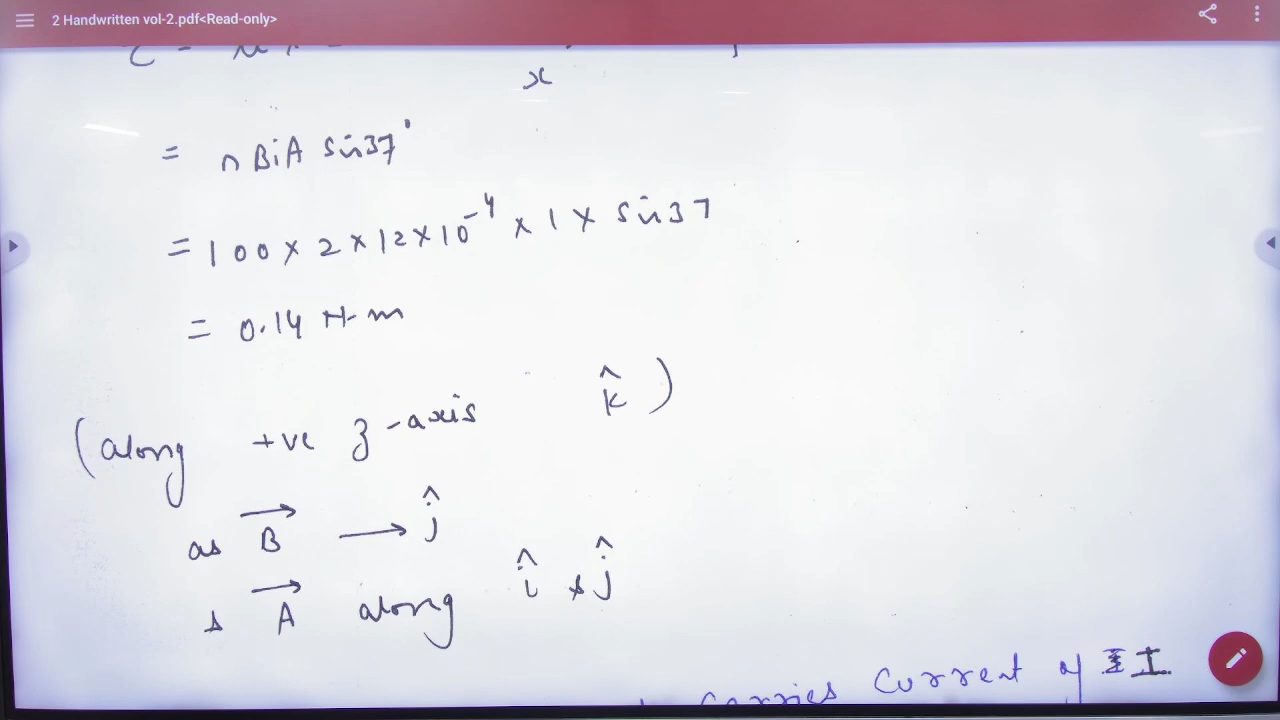 2 Handwritten vol-2.pdf<Read-only>
x
= nBiA sin37°
= 100 x 2 x 12 x 10⁻⁴ x 1 x sin37
= 0.14 N-m
(along +ve z-axis k̂)
as B⃗ → ĵ
& A⃗ along î & ĵ
carries current of I